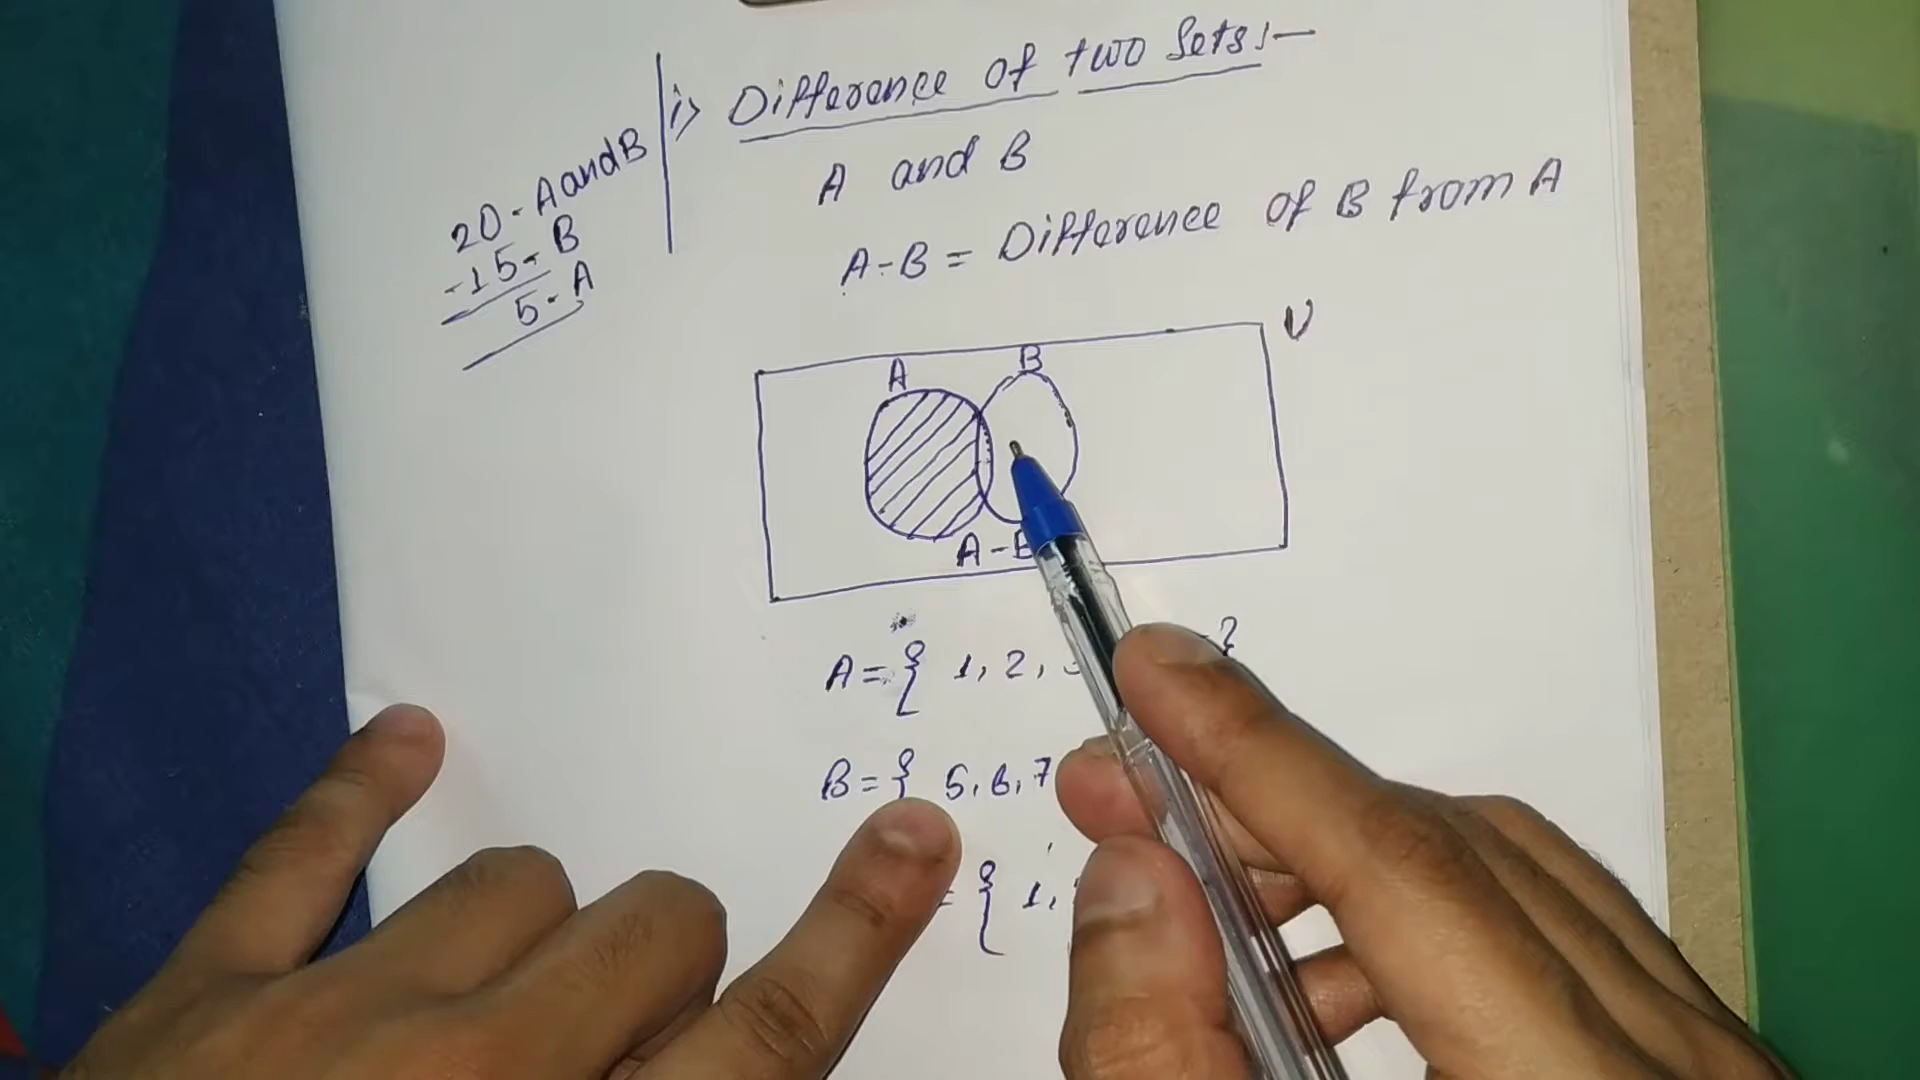 i> Difference of two Sets:-
A and B
A-B = Difference of B from A
20 - A and B
-15 - B
5 - A
U
A B
A-B
A = { 1, 2, }
B = { 5, 6, 7
= { 1,